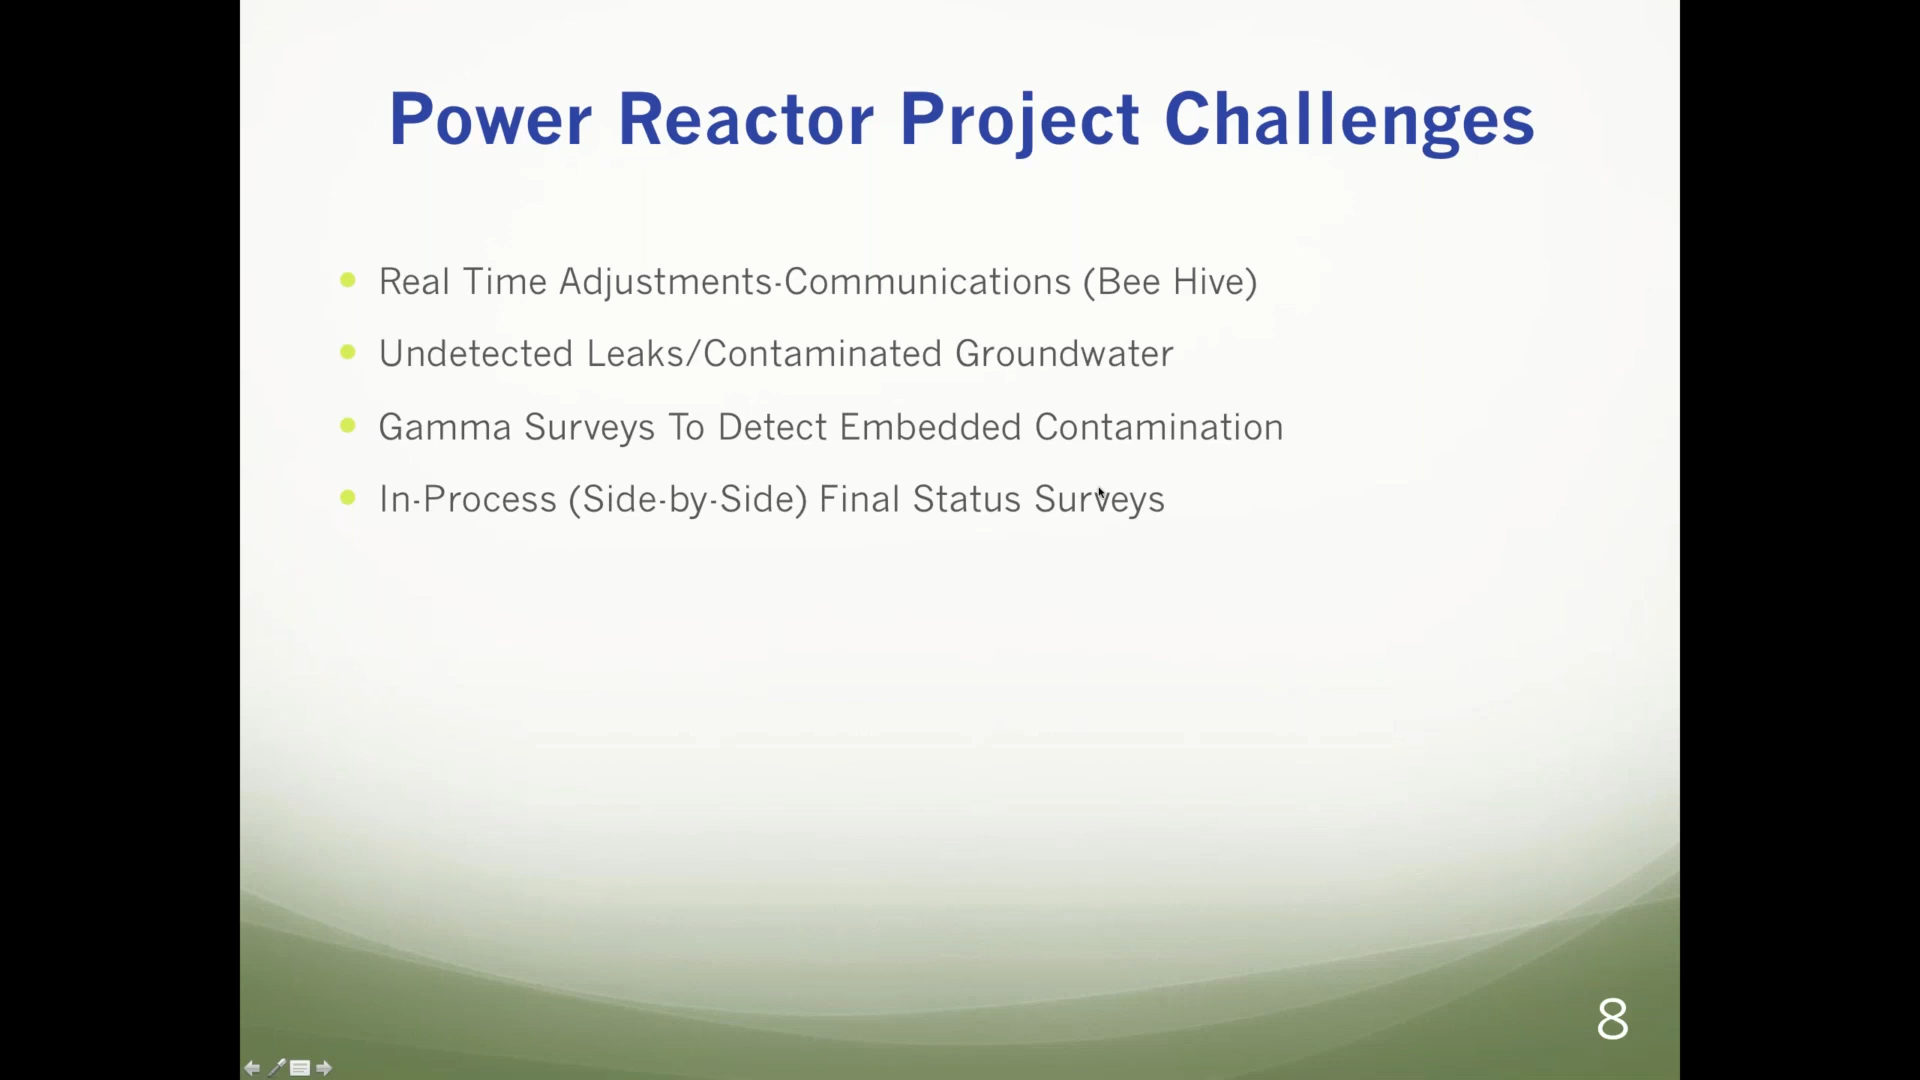 Power Reactor Project Challenges
Real Time Adjustments-Communications (Bee Hive)
Undetected Leaks/Contaminated Groundwater
Gamma Surveys To Detect Embedded Contamination
In-Process (Side-by-Side) Final Status Surveys
8